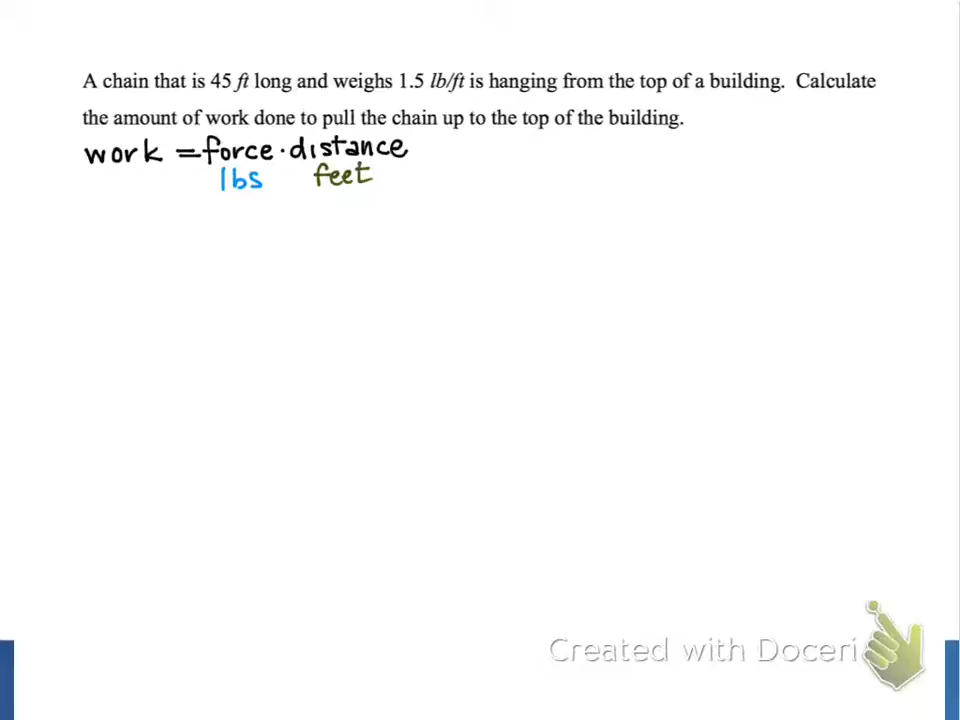 A chain that is 45 ft long and weighs 1.5 lb/ft is hanging from the top of a building. Calculate
the amount of work done to pull the chain up to the top of the building.
work = force · distance
lbs feet
Created with Doceri